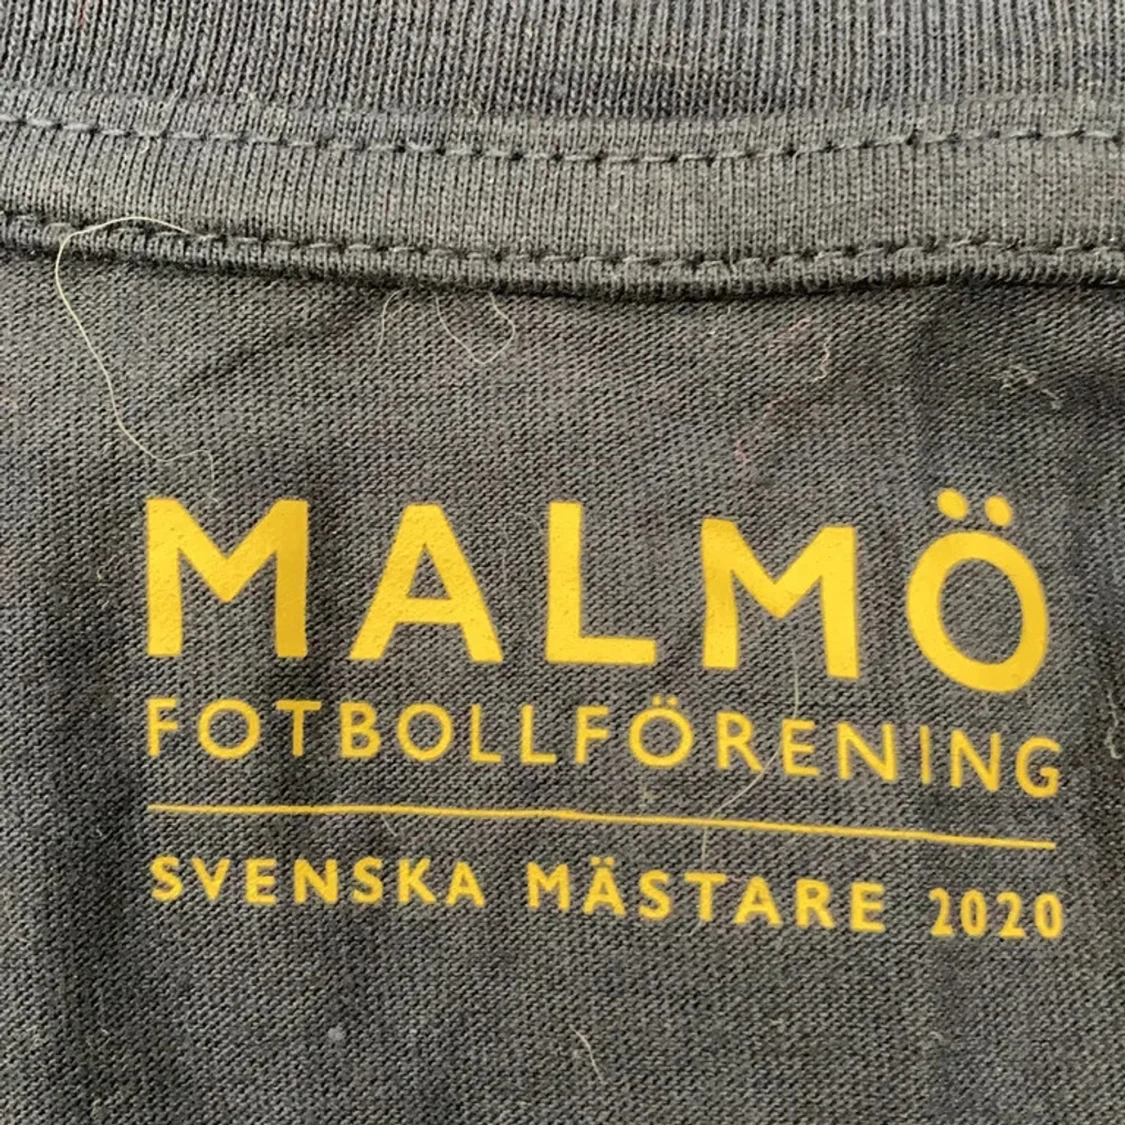 MALMÖ
FOTBOLLFÖRENING
SVENSKA MÄSTARE 2020